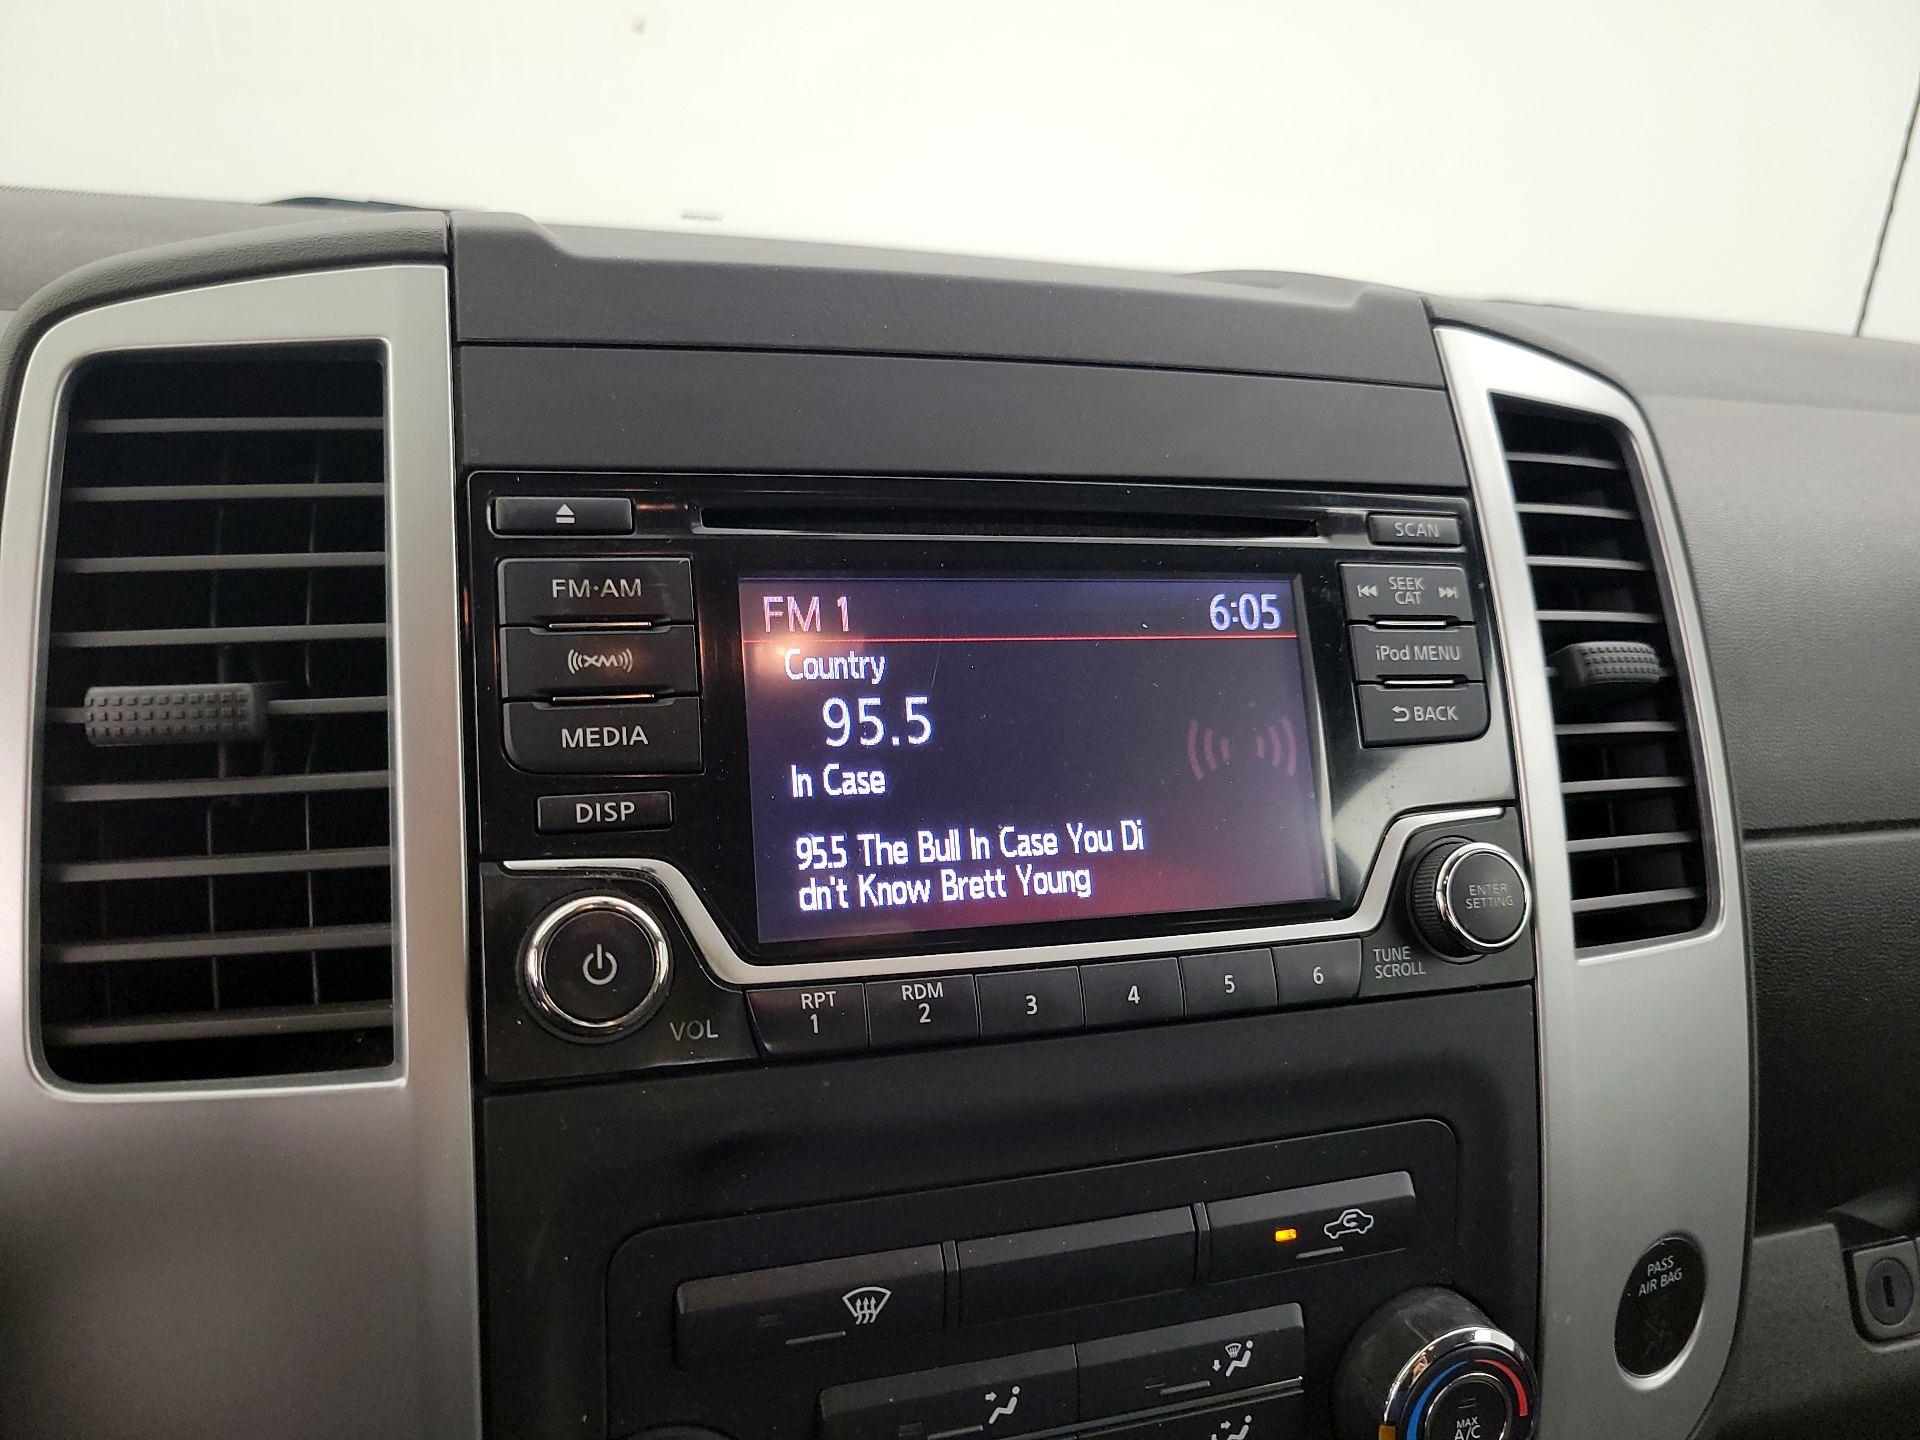 SCAN
FM·AM
SEEK
CAT
XM
iPod MENU
MEDIA
BACK
DISP
FM 1 6:05
Country
95.5
In Case
95.5 The Bull In Case You Di
dn't Know Brett Young
ENTER
SETTING
TUNE
SCROLL
VOL
RPT
1
RDM
2
3
4
5
6
PASS
AIR BAG
MAX
A/C